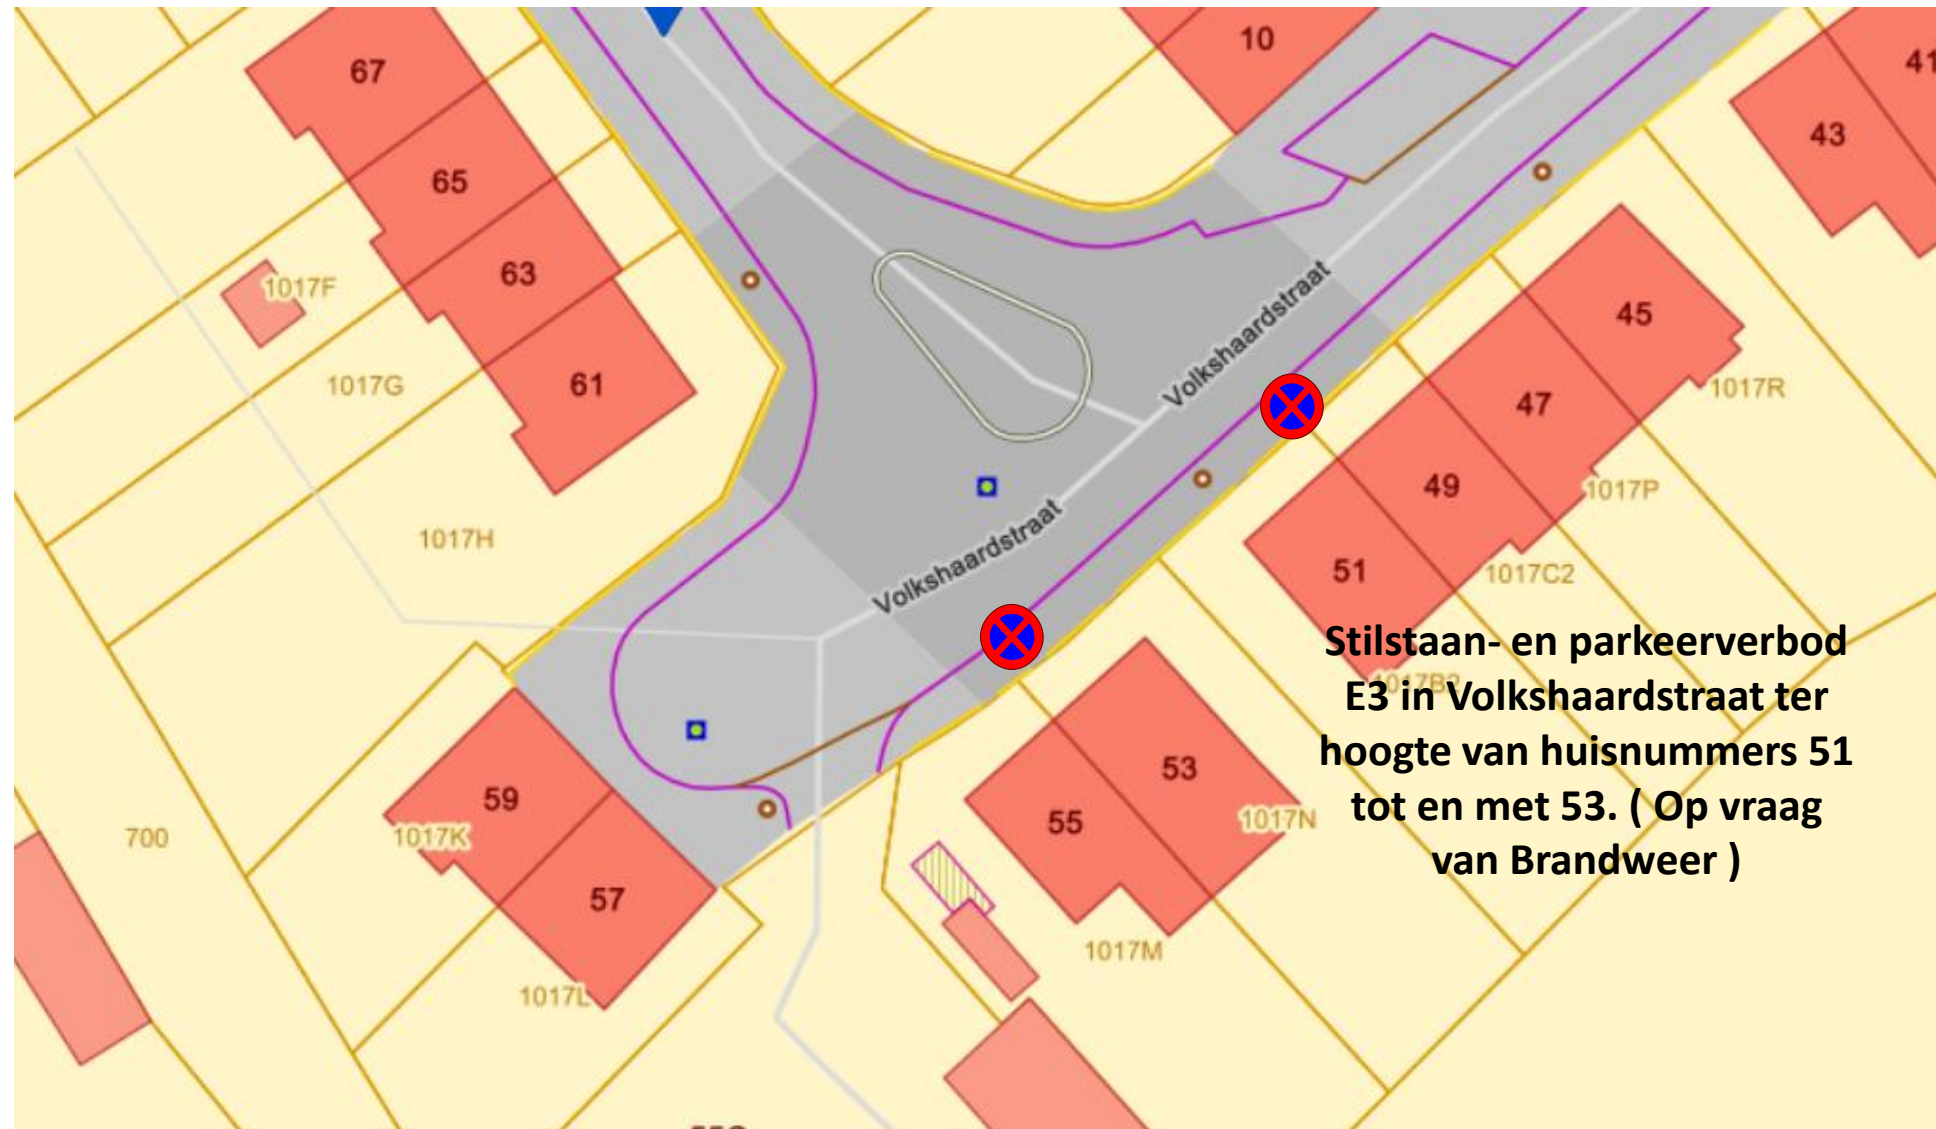 67
10
41
43
65
1017F
63
45
1017G
61
Volkshaardstraat
1017R
47
49
1017P
1017H
51
1017C2
Volkshaardstraat
Stilstaan- en parkeerverbod
1017B2
E3 in Volkshaardstraat ter
hoogte van huisnummers 51
tot en met 53. ( Op vraag
van Brandweer )
53
59
55
1017N
700
1017K
57
1017M
1017L